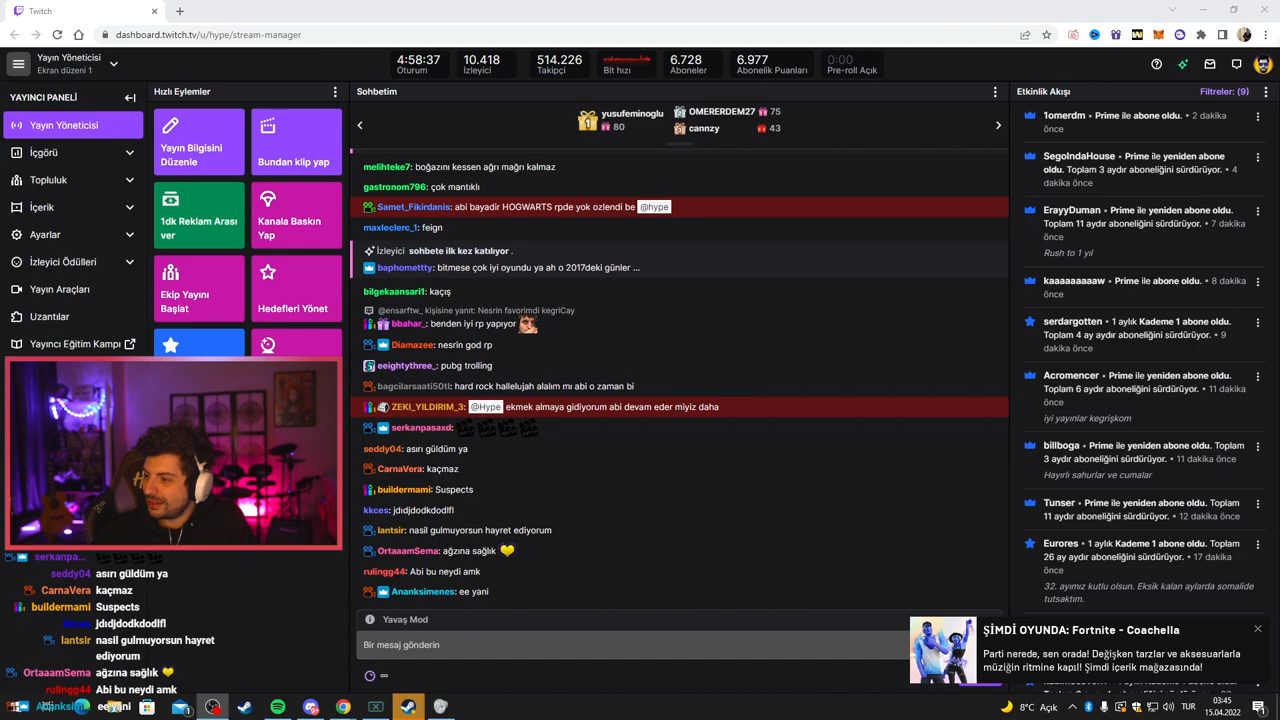 Twitch
dashboard.twitch.tv/u/hype/stream-manager
Yayın Yöneticisi
Ekran düzeni 1
4:58:37
Oturum
10.418
İzleyici
514.226
Takipçi
Bit hızı
6.728
Aboneler
6.977
Abonelik Puanları
0:00
Pre-roll Açık
YAYINCI PANELİ
Yayın Yöneticisi
İçgörü
Topluluk
İçerik
Ayarlar
İzleyici Ödülleri
Yayın Araçları
Uzantılar
Yayıncı Eğitim Kampı
Hızlı Eylemler
Yayın Bilgisini
Düzenle
Bundan klip yap
1dk Reklam Arası
ver
Kanala Baskın
Yap
Ekip Yayını
Başlat
Hedefleri Yönet
Sohbetim
yusufeminoglu
80
OMERERDEM27 75
cannzy 43
melihteke7: boğazını kessen ağrı mağrı kalmaz
gastronom796: çok mantıklı
Samet_Fikirdanis: abi bayadir HOGWARTS rpde yok ozlendi be @hype
maxleclerc_1: feign
İzleyici sohbete ilk kez katılıyor .
baphomettty: bitmese çok iyi oyundu ya ah o 2017deki günler ...
bilgekaansari1: kaçış
@ensarftw_ kişisine yanıt: Nesrin favorimdi kegriCay
bbahar_: benden iyi rp yapıyor
Diamazee: nesrin god rp
eeightythree_: pubg trolling
bagcilarsaati50tl: hard rock hallelujah alalım mı abi o zaman bi
ZEKI_YILDIRIM_3: @Hype ekmek almaya gidiyorum abi devam eder miyiz daha
serkanpasaxd:
seddy04: asırı güldüm ya
CarnaVera: kaçmaz
buildermami: Suspects
kkces: jdıdjdodkdodlfl
lantsir: nasil gulmuyorsun hayret ediyorum
OrtaaamSema: ağzına sağlık
rulingg44: Abi bu neydi amk
Ananksimenes: ee yani
Yavaş Mod
Bir mesaj gönderin
Etkinlik Akışı
Filtreler: (9)
1omerdm • Prime ile abone oldu. • 2 dakika
önce
SegoIndaHouse • Prime ile yeniden abone
oldu. Toplam 3 aydır aboneliğini sürdürüyor. • 4
dakika önce
ErayyDuman • Prime ile yeniden abone oldu.
Toplam 11 aydır aboneliğini sürdürüyor. • 7 dakika
önce
Rush to 1 yıl
kaaaaaaaaaw • Prime ile abone oldu. • 8 dakika
önce
serdargotten • 1 aylık Kademe 1 abone oldu.
Toplam 4 ay aydır aboneliğini sürdürüyor. • 9
dakika önce
Acromencer • Prime ile yeniden abone oldu.
Toplam 6 aydır aboneliğini sürdürüyor. • 11 dakika
önce
iyi yayınlar kegrişkom
billboga • Prime ile yeniden abone oldu. Toplam
3 aydır aboneliğini sürdürüyor. • 11 dakika önce
Hayırlı sahurlar ve cumalar
Tunser • Prime ile yeniden abone oldu. Toplam
11 aydır aboneliğini sürdürüyor. • 12 dakika önce
Eurores • 1 aylık Kademe 1 abone oldu. Toplam
26 ay aydır aboneliğini sürdürüyor. • 17 dakika
önce
32. ayımız kutlu olsun. Eksik kalan aylarda somalide
tutsaktım.
ŞİMDİ OYUNDA: Fortnite - Coachella
Parti nerede, sen orada! Değişken tarzlar ve aksesuarlarla
müziğin ritmine kapıl! Şimdi içerik mağazasında!
serkanpa...
seddy04 asırı güldüm ya
CarnaVera kaçmaz
buildermami Suspects
kkces jdıdjdodkdodlfl
lantsir nasil gulmuyorsun hayret
ediyorum
OrtaaamSema ağzına sağlık
rulingg44 Abi bu neydi amk
ee yani
8°C Açık
TUR
03:45
15.04.2022